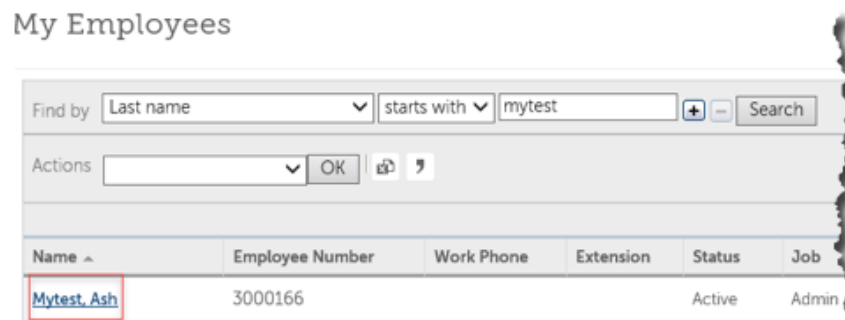 My Employees
Find by Last name starts with mytest + - Search
Actions OK
Name Employee Number Work Phone Extension Status Job
Mytest, Ash 3000166 Active Admin